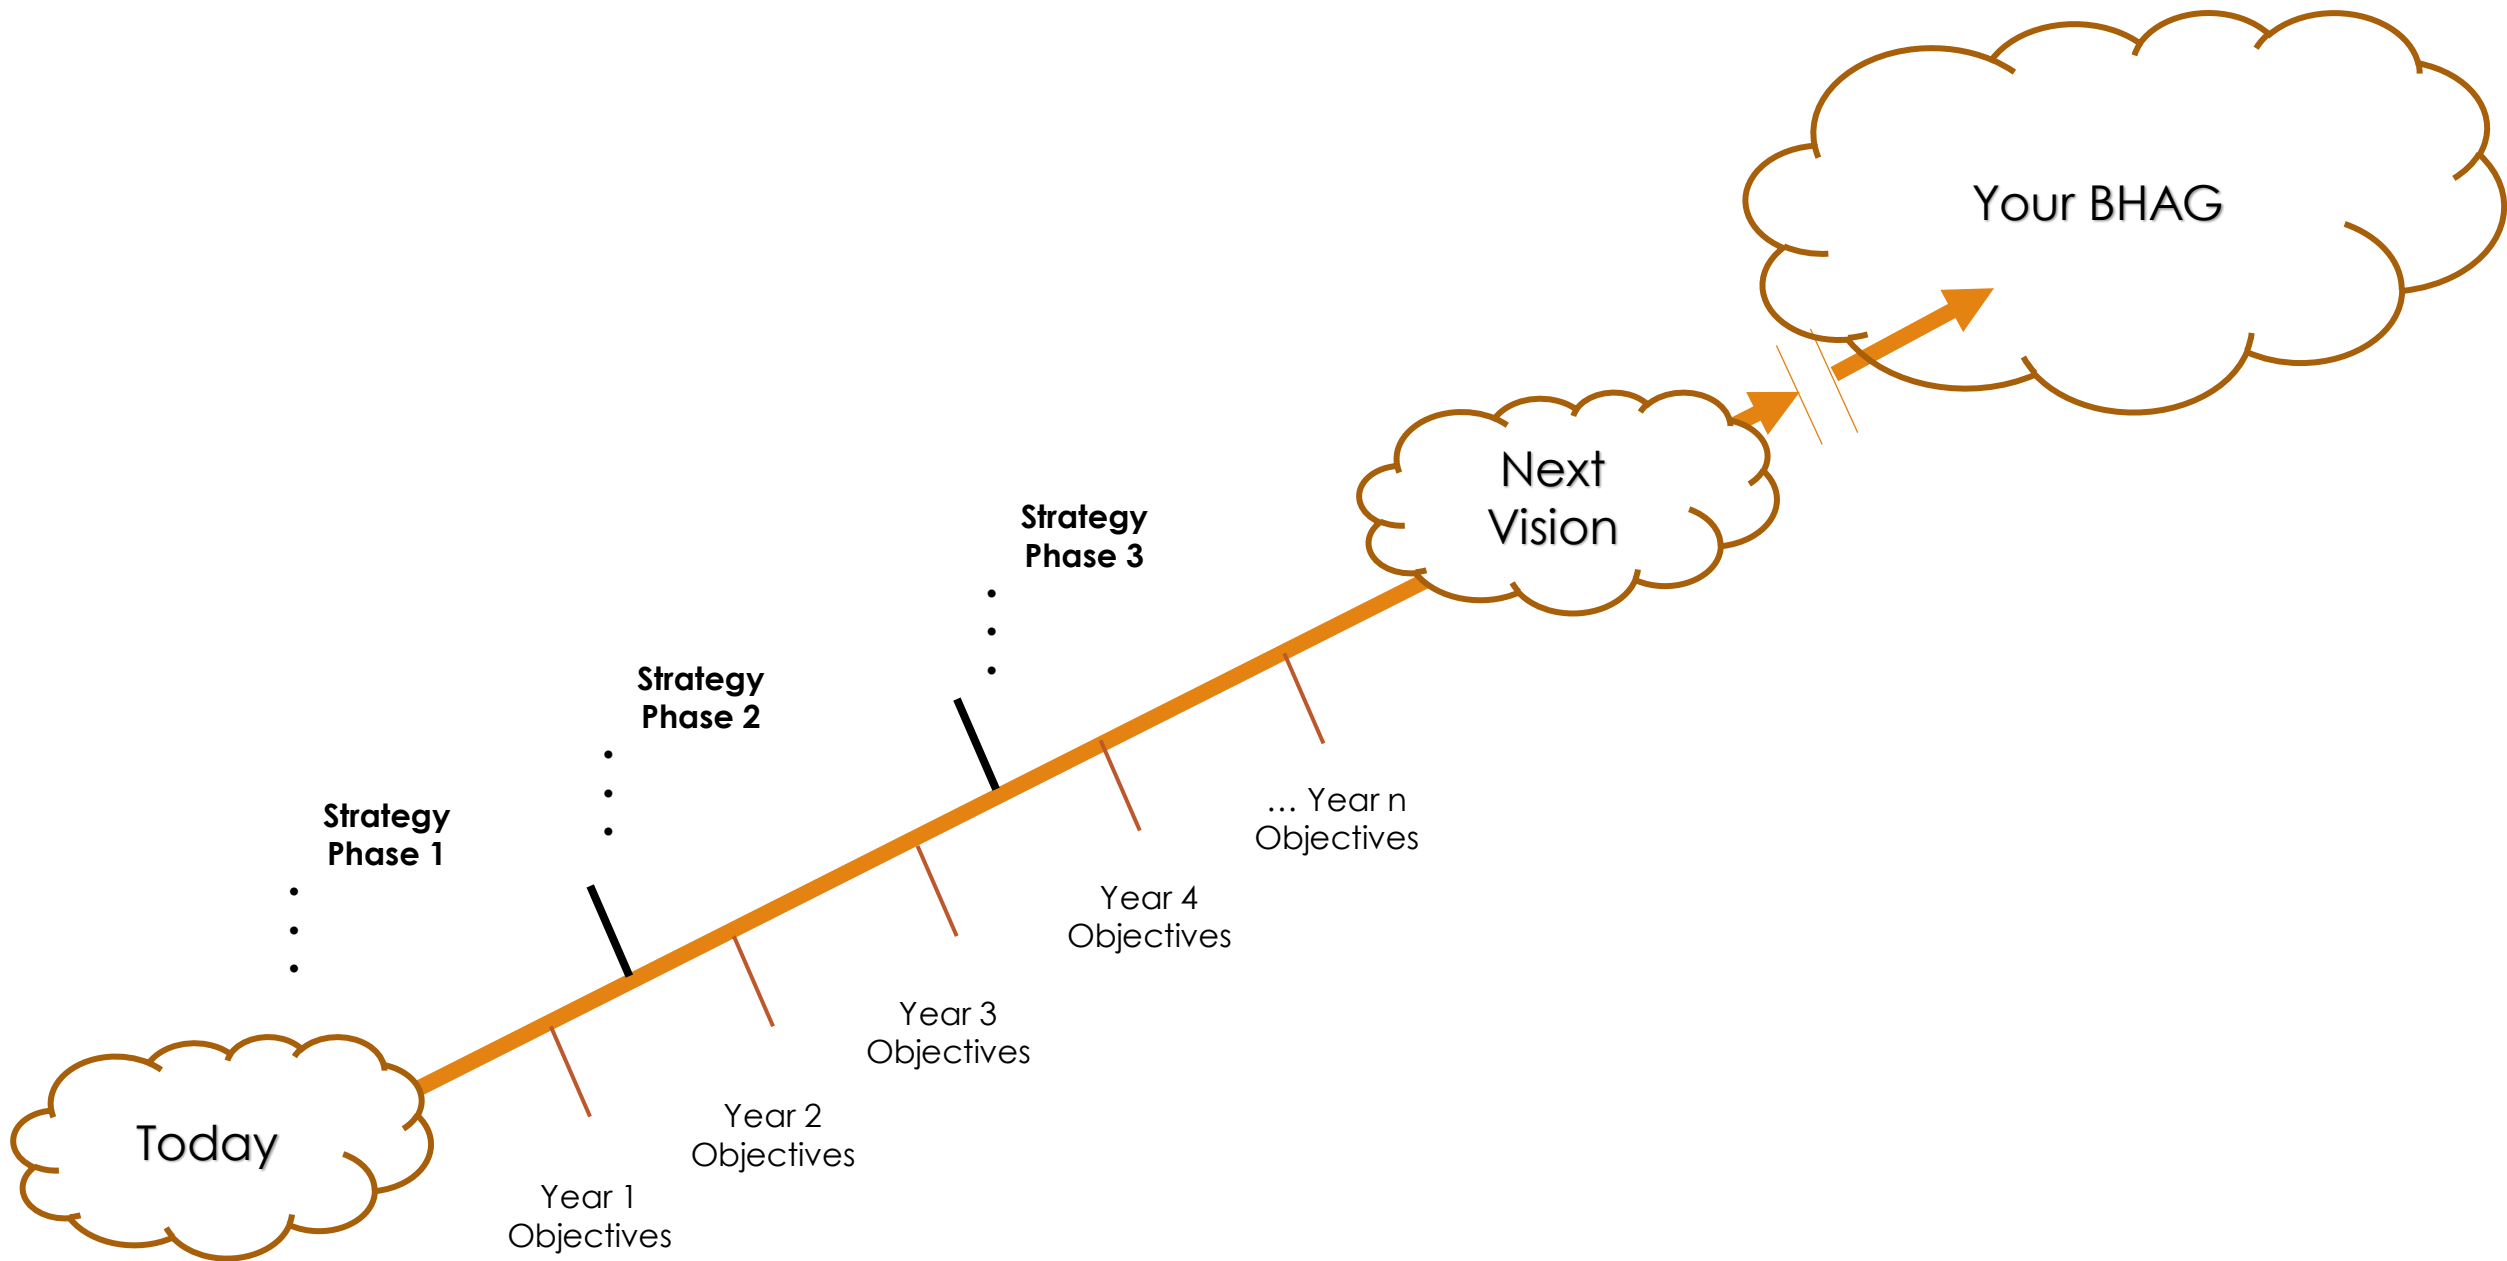 Your BHAG
Next
Vision
Strategy
Phase 3
Strategy
Phase 2
Strategy
Phase 1
… Year n
Objectives
Year 4
Objectives
Year 3
Objectives
Year 2
Objectives
Year 1
Objectives
Today